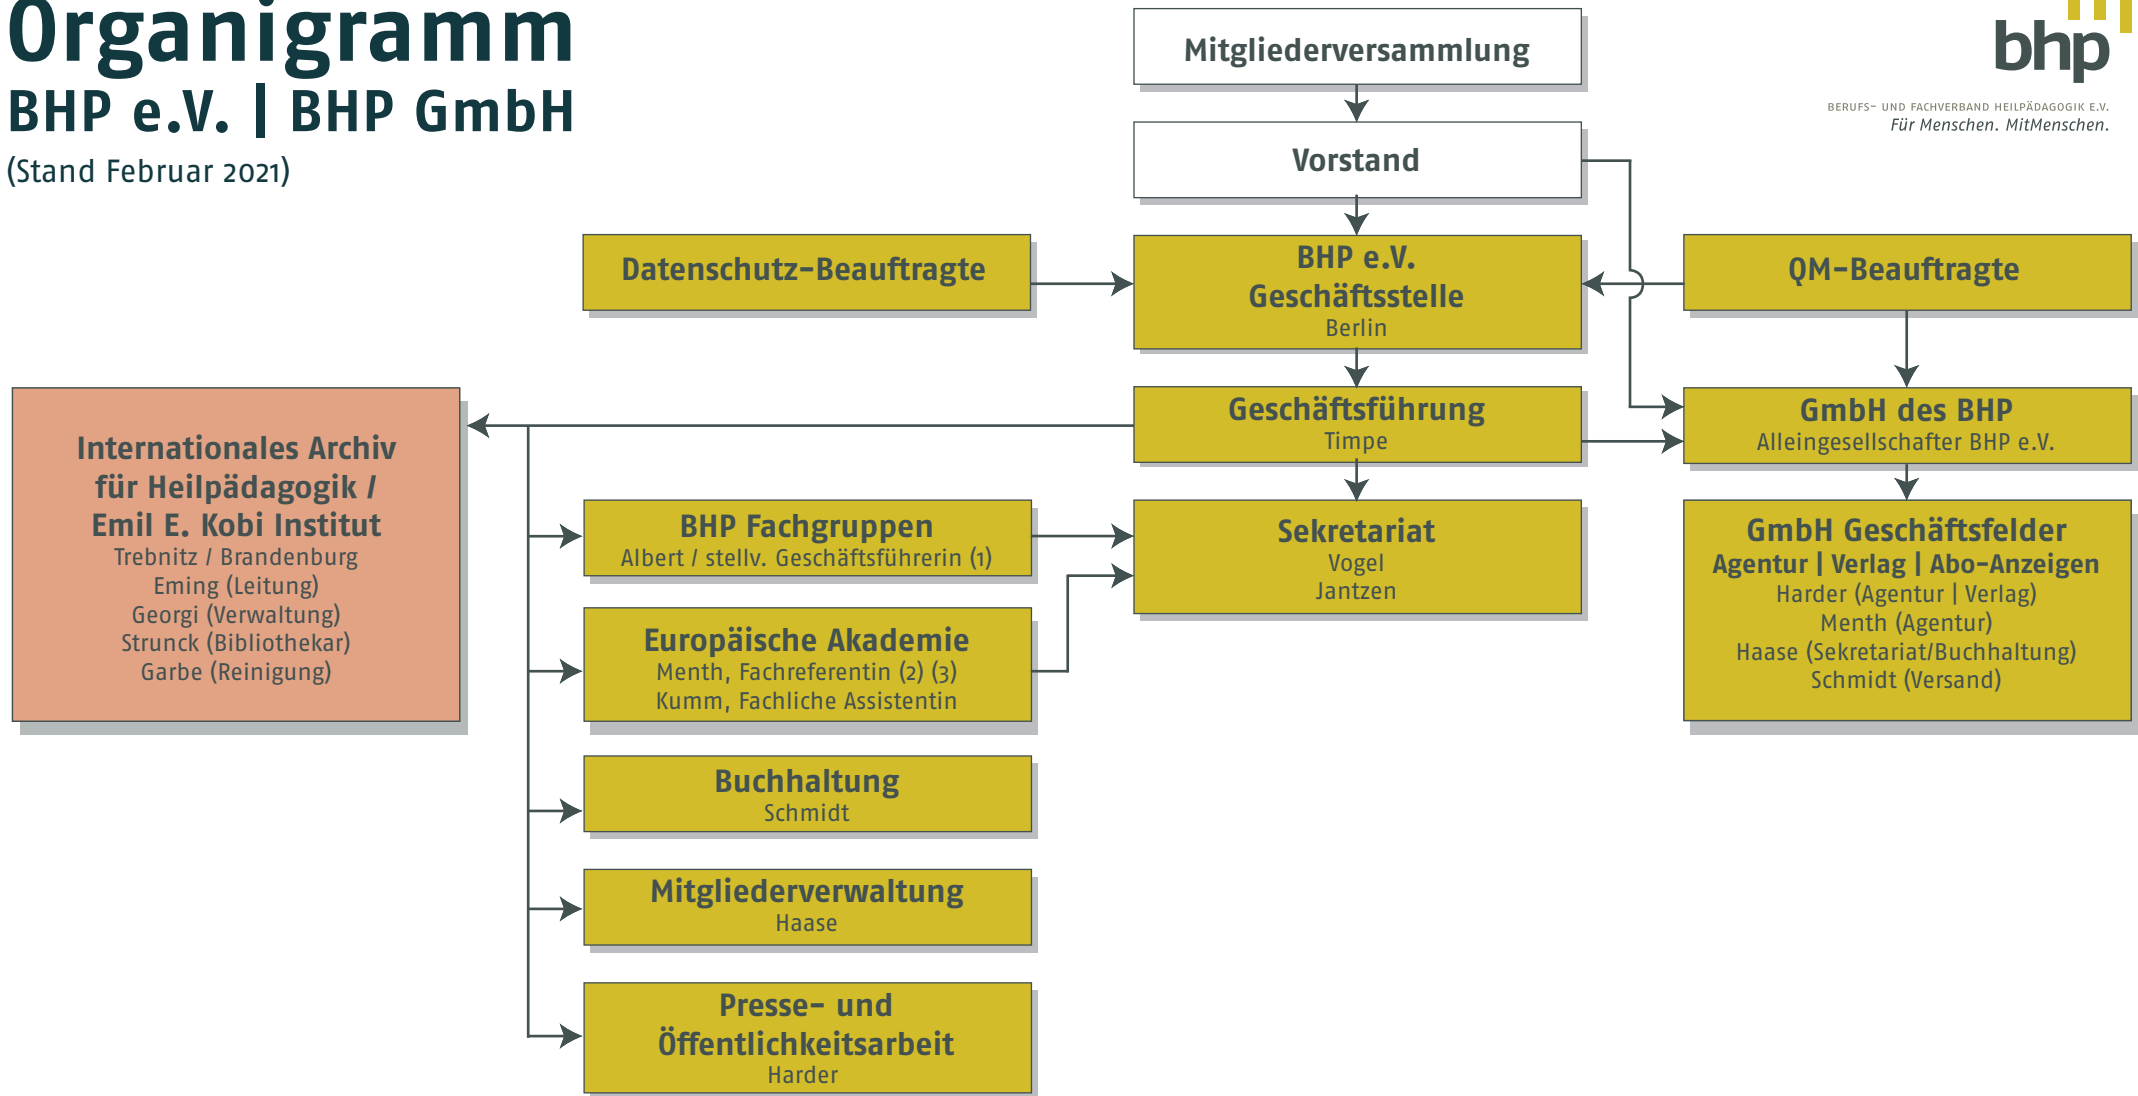 Organigramm
BHP e.V. | BHP GmbH
(Stand Februar 2021)
bhp
BERUFS- UND FACHVERBAND HEILPÄDAGOGIK E.V.
Für Menschen. MitMenschen.
Mitgliederversammlung
Vorstand
Datenschutz-Beauftragte
BHP e.V.
Geschäftsstelle
Berlin
QM-Beauftragte
Internationales Archiv
für Heilpädagogik /
Emil E. Kobi Institut
Trebnitz / Brandenburg
Eming (Leitung)
Georgi (Verwaltung)
Strunck (Bibliothekar)
Garbe (Reinigung)
Geschäftsführung
Timpe
GmbH des BHP
Alleingesellschafter BHP e.V.
BHP Fachgruppen
Albert / stellv. Geschäftsführerin (1)
Sekretariat
Vogel
Jantzen
GmbH Geschäftsfelder
Agentur | Verlag | Abo-Anzeigen
Harder (Agentur | Verlag)
Menth (Agentur)
Haase (Sekretariat/Buchhaltung)
Schmidt (Versand)
Europäische Akademie
Menth, Fachreferentin (2) (3)
Kumm, Fachliche Assistentin
Buchhaltung
Schmidt
Mitgliederverwaltung
Haase
Presse- und
Öffentlichkeitsarbeit
Harder